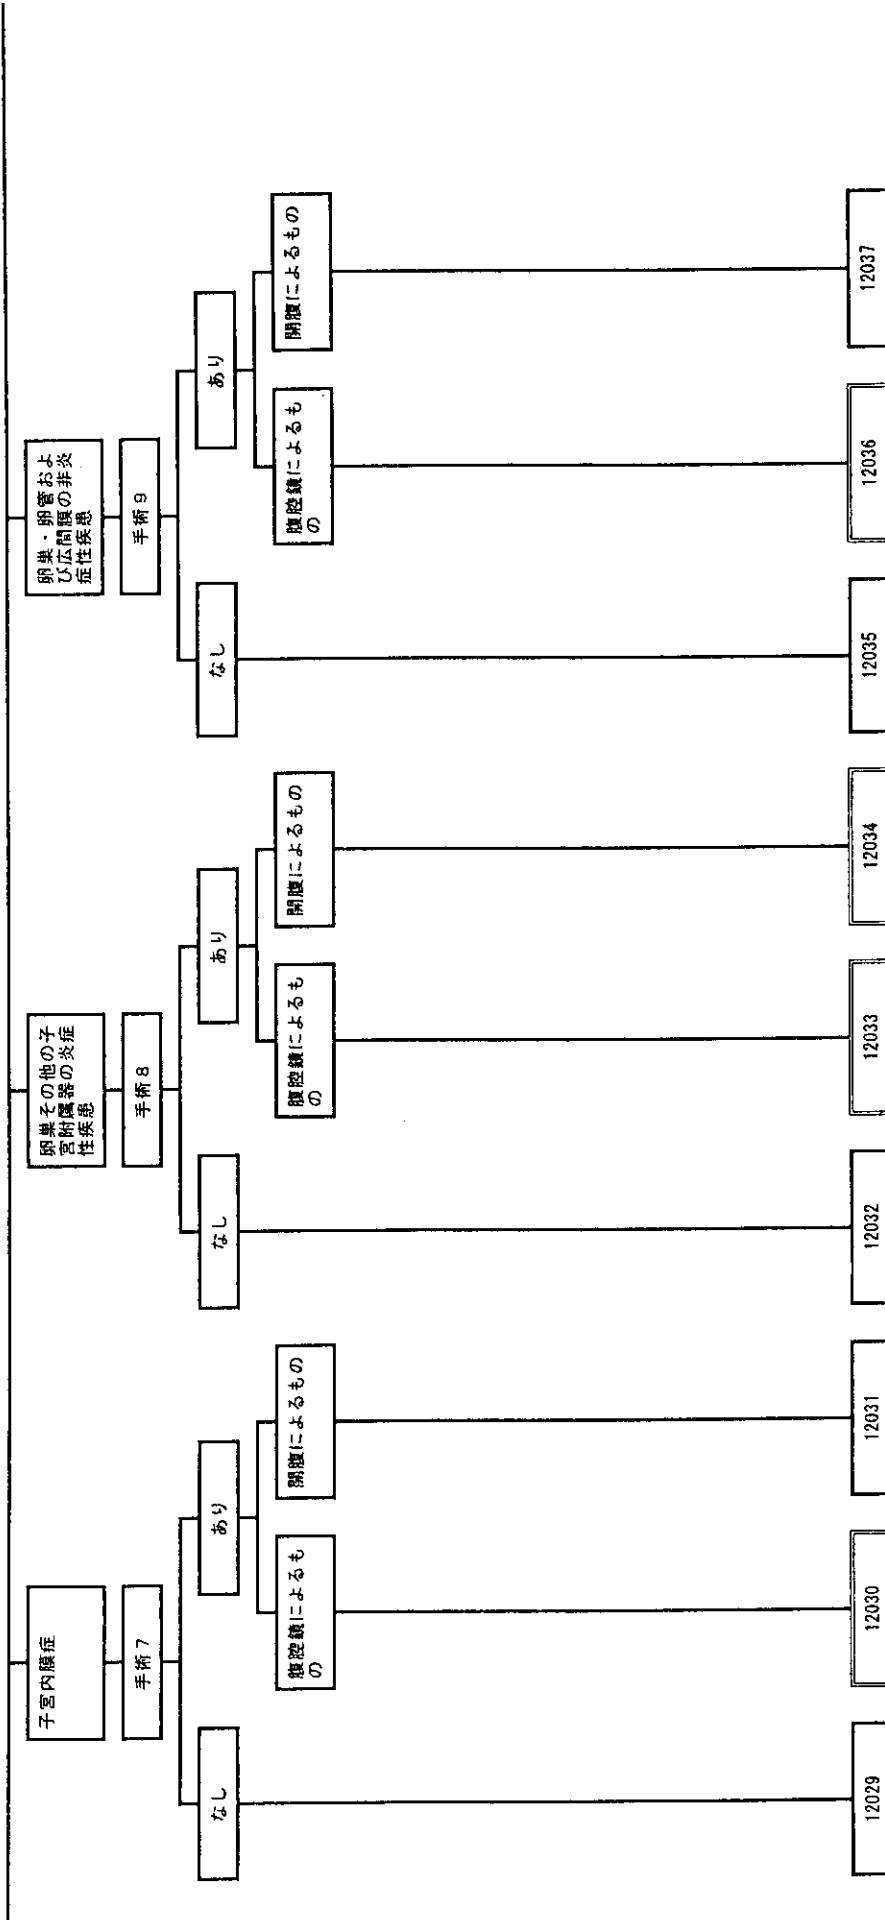 子宮内膜症
手術7
なし
あり
腹腔鏡によるも
の
開腹によるもの
12029
12030
12031
卵巣その他の子
宮附属器の炎症
性疾患
手術8
なし
あり
腹腔鏡によるも
の
開腹によるもの
12032
12033
12034
卵巣・卵管およ
び広間膜の非炎
症性疾患
手術9
なし
あり
腹腔鏡によるも
の
開腹によるもの
12035
12036
12037